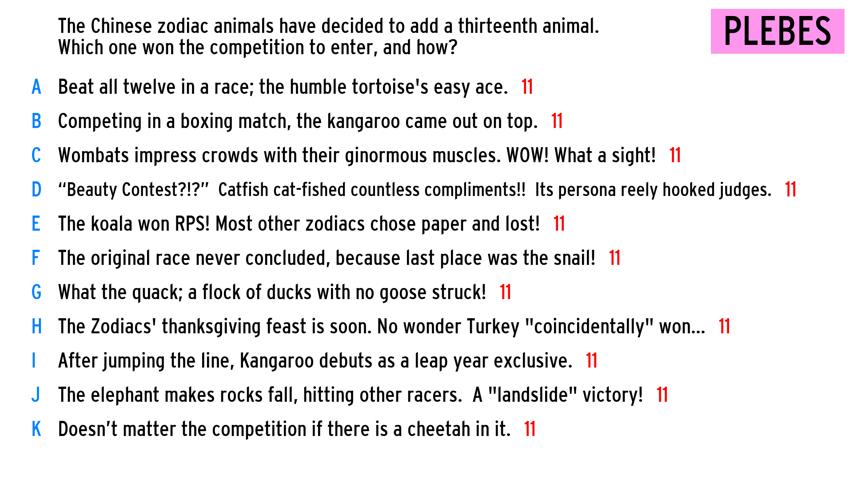 The Chinese zodiac animals have decided to add a thirteenth animal.
Which one won the competition to enter, and how?
PLEBES
A Beat all twelve in a race; the humble tortoise's easy ace. 11
B Competing in a boxing match, the kangaroo came out on top. 11
C Wombats impress crowds with their ginormous muscles. WOW! What a sight! 11
D “Beauty Contest?!?” Catfish cat-fished countless compliments!! Its persona reely hooked judges. 11
E The koala won RPS! Most other zodiacs chose paper and lost! 11
F The original race never concluded, because last place was the snail! 11
G What the quack; a flock of ducks with no goose struck! 11
H The Zodiacs' thanksgiving feast is soon. No wonder Turkey "coincidentally" won... 11
I After jumping the line, Kangaroo debuts as a leap year exclusive. 11
J The elephant makes rocks fall, hitting other racers. A "landslide" victory! 11
K Doesn’t matter the competition if there is a cheetah in it. 11